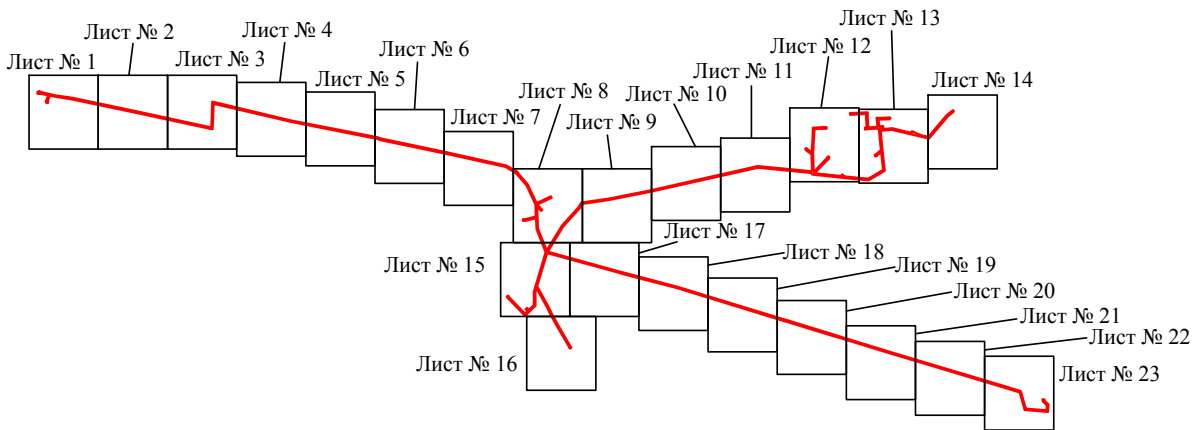 Лист № 1
Лист № 2
Лист № 3
Лист № 4
Лист № 5
Лист № 6
Лист № 7
Лист № 8
Лист № 9
Лист № 10
Лист № 11
Лист № 12
Лист № 13
Лист № 14
Лист № 15
Лист № 16
Лист № 17
Лист № 18
Лист № 19
Лист № 20
Лист № 21
Лист № 22
Лист № 23